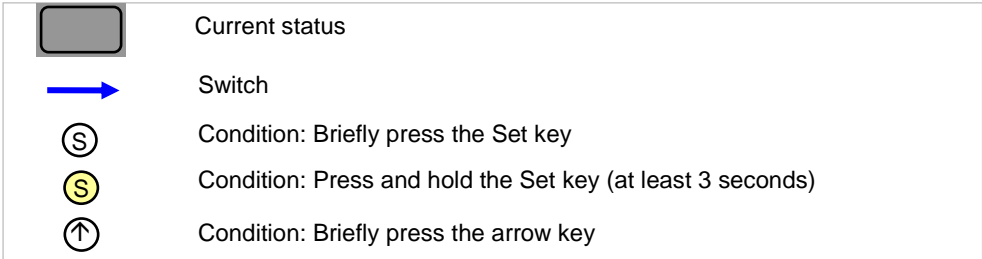 Current status
Switch
S Condition: Briefly press the Set key
S Condition: Press and hold the Set key (at least 3 seconds)
Condition: Briefly press the arrow key